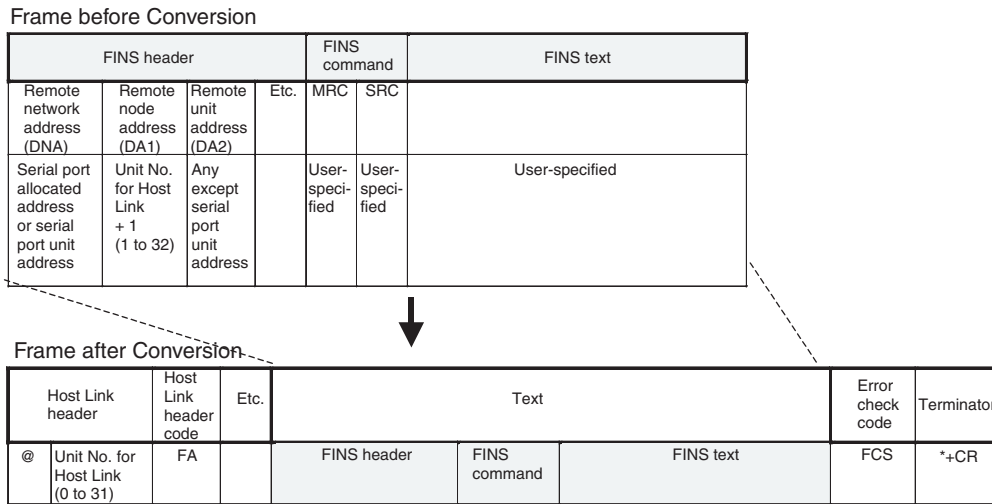 Frame before Conversion
FINS header
FINS command
FINS text
Remote network address (DNA)
Remote node address (DA1)
Remote unit address (DA2)
Etc.
MRC
SRC
Serial port allocated address or serial port unit address
Unit No. for Host Link + 1 (1 to 32)
Any except serial port unit address
User-speci-fied
User-speci-fied
User-specified
Frame after Conversion
Host Link header
Host Link header code
Etc.
Text
Error check code
Terminator
@
Unit No. for Host Link (0 to 31)
FA
FINS header
FINS command
FINS text
FCS
*+CR